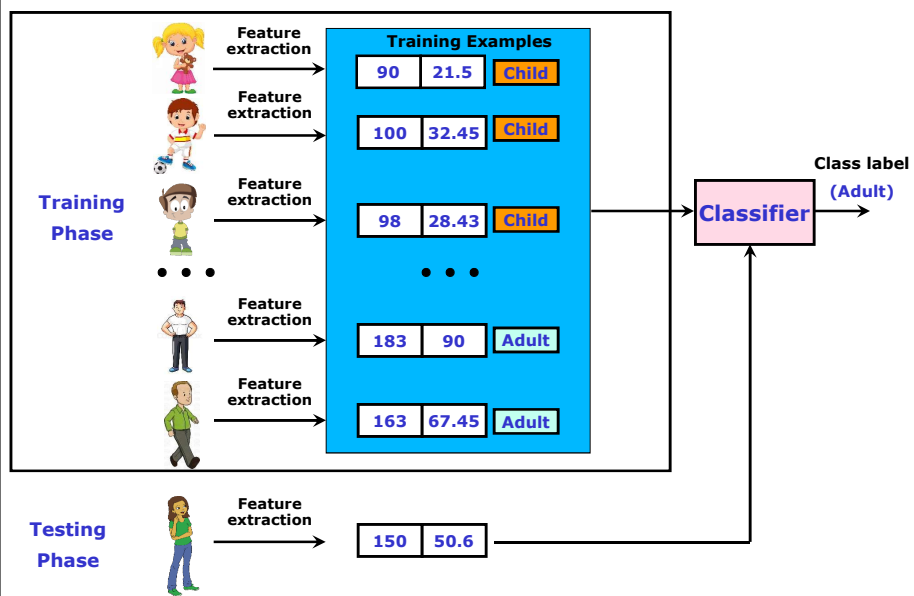 Feature
extraction
Training Examples
90 21.5 Child
Feature
extraction
100 32.45 Child
Class label
(Adult)
Training
Phase
Feature
extraction
98 28.43 Child
Classifier
• • •
• • •
Feature
extraction
183 90 Adult
Feature
extraction
163 67.45 Adult
Testing
Phase
Feature
extraction
150 50.6